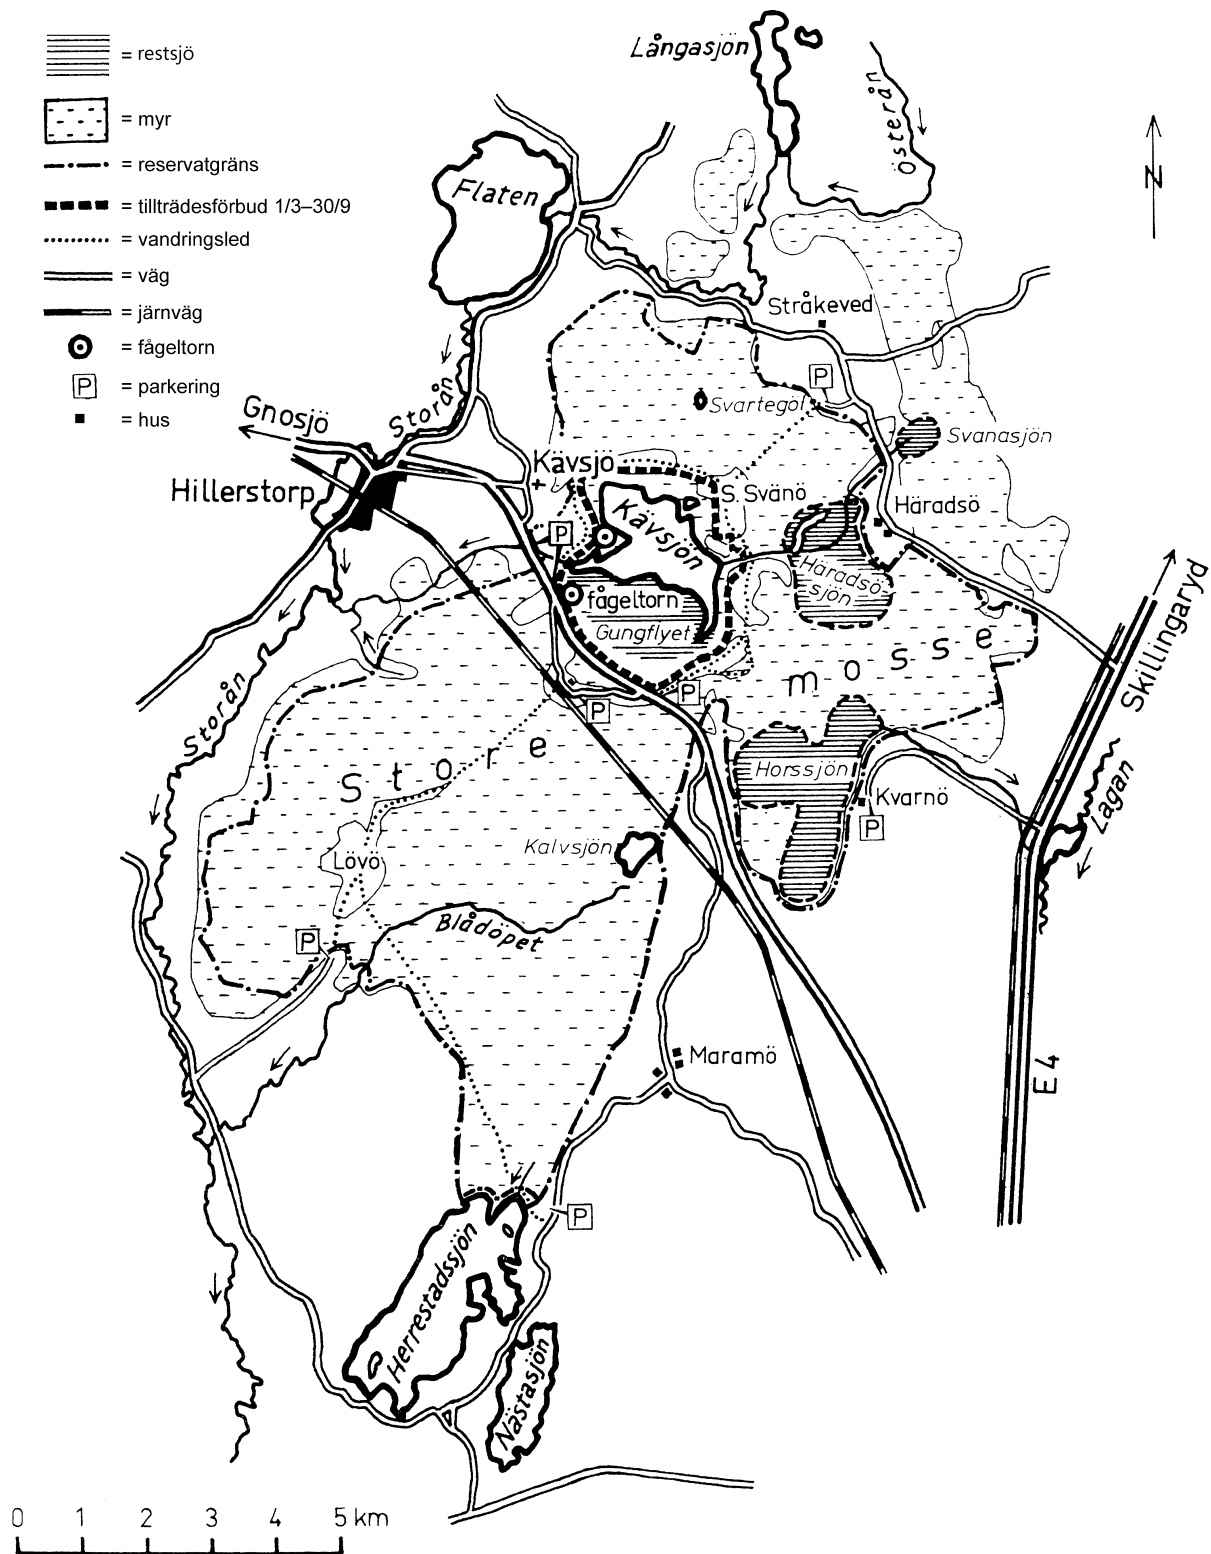 = restsjö
= myr
= reservatgräns
= tillträdesförbud 1/3–30/9
= vandringsled
= väg
= järnväg
= fågeltorn
P = parkering
= hus
Långasjön
Österån
N
Flaten
Stråkeved
P
Svartegöl
Storån
Gnosjö
Svanasjön
Kävsjö
Hillerstorp
S. Svänö
Häradsö
Kävsjön
P
Häradsö-
sjön
fågeltorn
Gungflyet
Skillingaryd
Store mosse
P
P
Storån
Horssjön
Kvarnö
P
Lagan
Kalvsjön
Lövö
Blådöpet
P
Maramö
E4
P
Herrestadssjön
Nästasjön
0 1 2 3 4 5 km